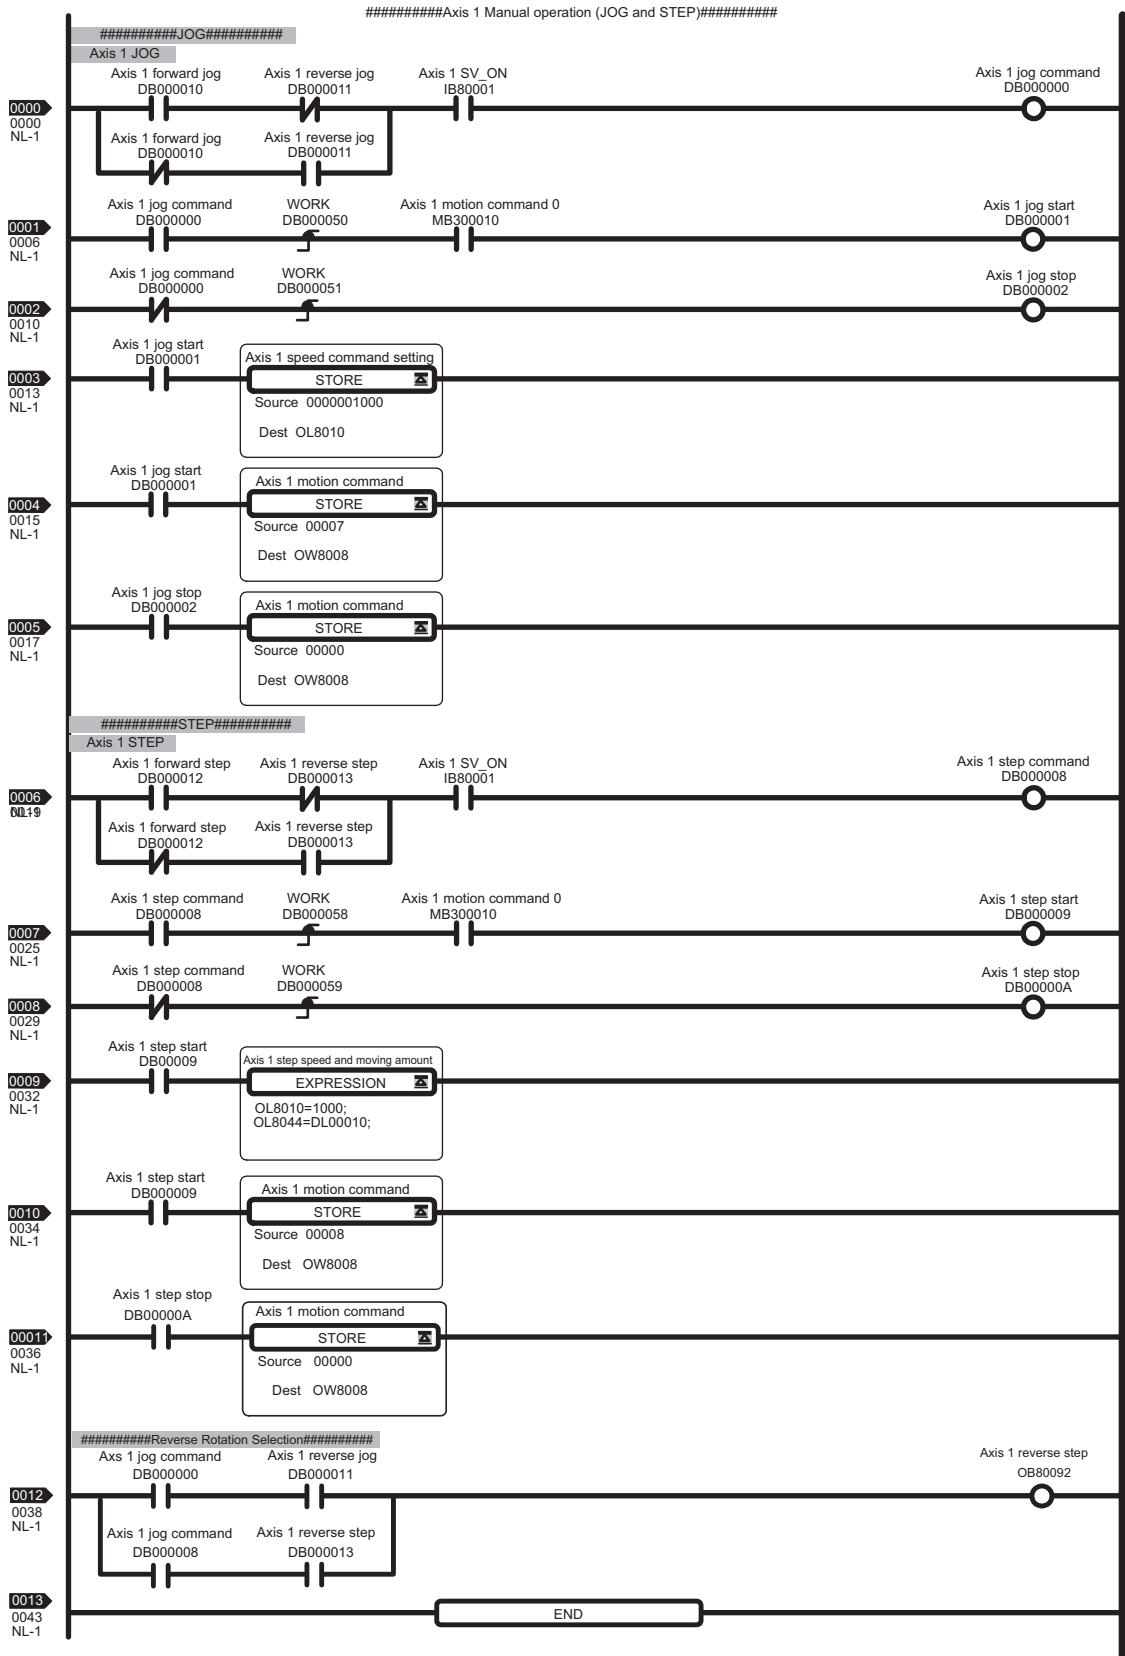 ##########Axis 1 Manual operation (JOG and STEP)##########
##########JOG##########
Axis 1 JOG
Axis 1 forward jog Axis 1 reverse jog Axis 1 SV_ON Axis 1 jog command
DB000010 DB000011 IB80001 DB000000
0000
0000
NL-1
Axis 1 forward jog Axis 1 reverse jog
DB000010 DB000011
Axis 1 jog command WORK Axis 1 motion command 0 Axis 1 jog start
DB000000 DB000050 MB300010 DB000001
0001
0006
NL-1
Axis 1 jog command WORK Axis 1 jog stop
DB000000 DB000051 DB000002
0002
0010
NL-1
Axis 1 jog start
DB000001
Axis 1 speed command setting
0003
0013
NL-1
STORE
Source 0000001000
Dest OL8010
Axis 1 jog start
DB000001
Axis 1 motion command
0004
0015
NL-1
STORE
Source 00007
Dest OW8008
Axis 1 jog stop
DB000002
Axis 1 motion command
0005
0017
NL-1
STORE
Source 00000
Dest OW8008
##########STEP##########
Axis 1 STEP
Axis 1 forward step Axis 1 reverse step Axis 1 SV_ON Axis 1 step command
DB000012 DB000013 IB80001 DB000008
0006
0019
NL-1
Axis 1 forward step Axis 1 reverse step
DB000012 DB000013
Axis 1 step command WORK Axis 1 motion command 0 Axis 1 step start
DB000008 DB000058 MB300010 DB000009
0007
0025
NL-1
Axis 1 step command WORK Axis 1 step stop
DB000008 DB000059 DB00000A
0008
0029
NL-1
Axis 1 step start
DB00009
Axis 1 step speed and moving amount
0009
0032
NL-1
EXPRESSION
OL8010=1000;
OL8044=DL00010;
Axis 1 step start
DB000009
Axis 1 motion command
0010
0034
NL-1
STORE
Source 00008
Dest OW8008
Axis 1 step stop
DB00000A
Axis 1 motion command
00011
0036
NL-1
STORE
Source 00000
Dest OW8008
##########Reverse Rotation Selection##########
Axs 1 jog command Axis 1 reverse jog Axis 1 reverse step
DB000000 DB000011 OB80092
0012
0038
NL-1
Axis 1 jog command Axis 1 reverse step
DB000008 DB000013
0013
0043
NL-1
END